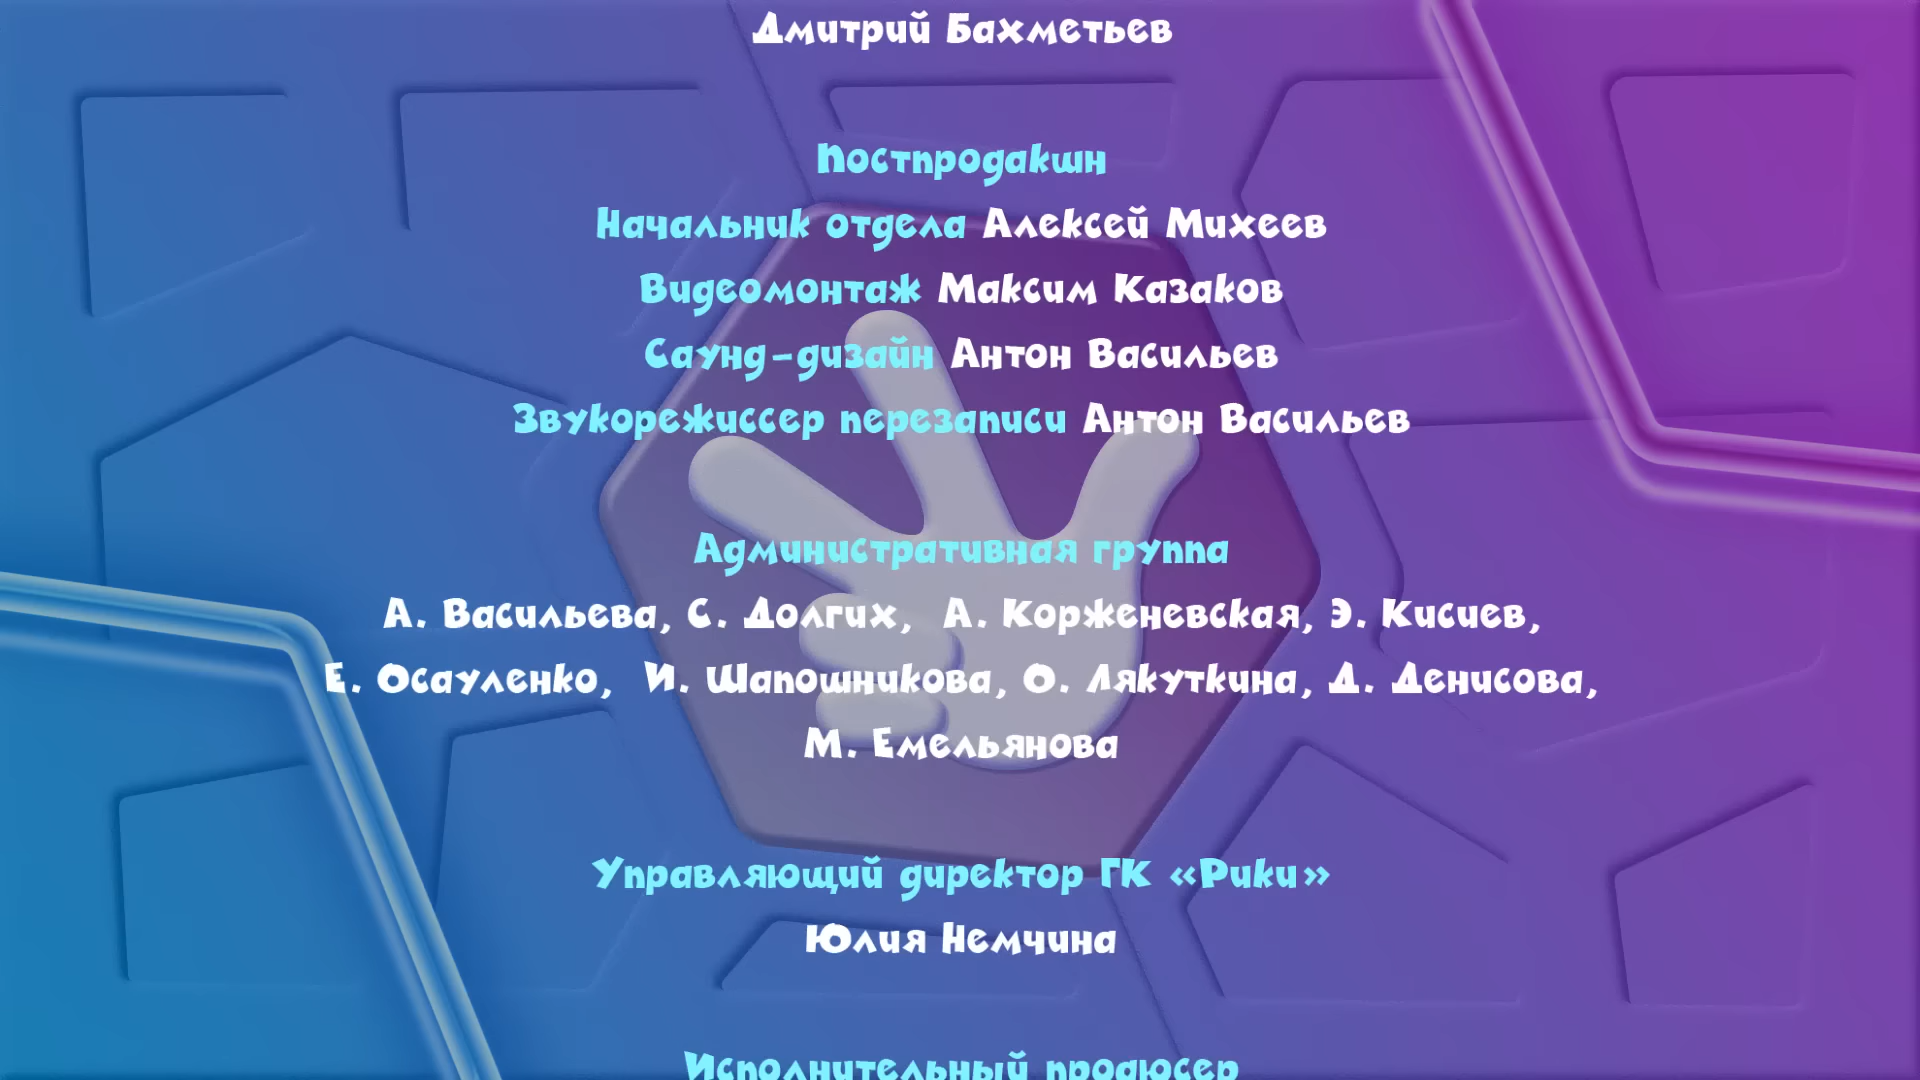 Дмитрий Бахметьев
Постпродакшн
Начальник отдела Алексей Михеев
Видеомонтаж Максим Казаков
Саунд-дизайн Антон Васильев
Звукорежиссер перезаписи Антон Васильев
Административная группа
А. Васильева, С. Долгих, А. Корженевская, Э. Кисиев,
Е. Осауленко, И. Шапошникова, О. Лякуткина, Д. Денисова,
М. Емельянова
Управляющий директор ГК «Рики»
Юлия Немчина
Исполнительный продюсер